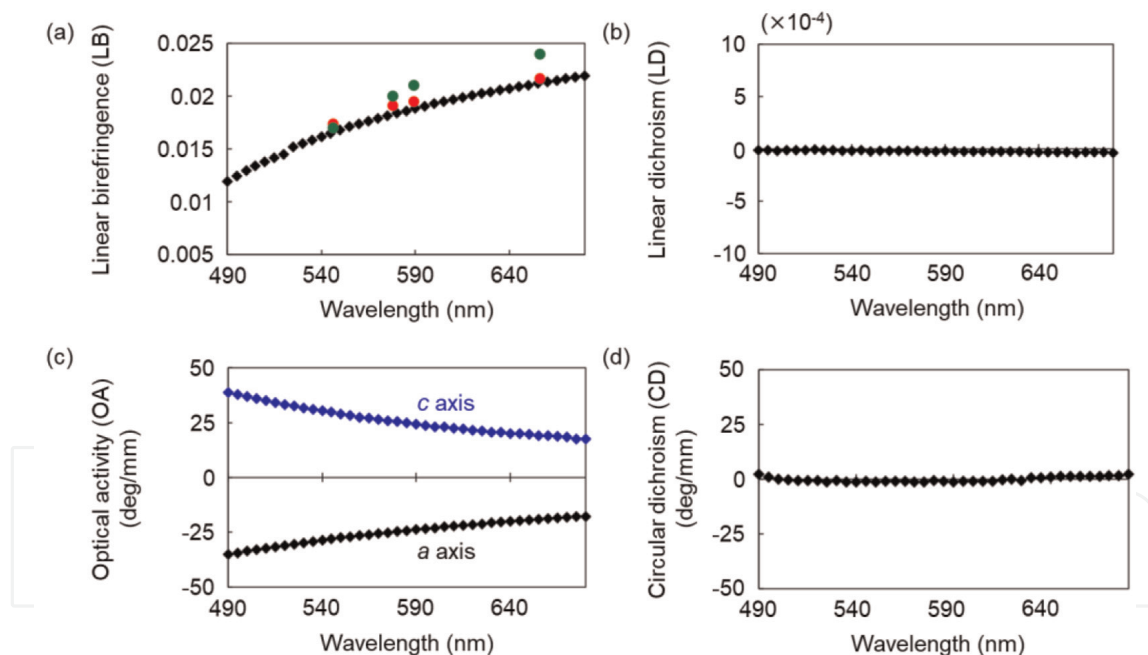 (a)
Linear birefringence (LB)
0.025
0.02
0.015
0.01
0.005
490 540 590 640
Wavelength (nm)
(b)
(×10-4)
Linear dichroism (LD)
10
5
0
-5
-10
490 540 590 640
Wavelength (nm)
(c)
Optical activity (OA)
(deg/mm)
50
25
0
-25
-50
c axis
a axis
490 540 590 640
Wavelength (nm)
(d)
Circular dichroism (CD)
(deg/mm)
50
25
0
-25
-50
490 540 590 640
Wavelength (nm)